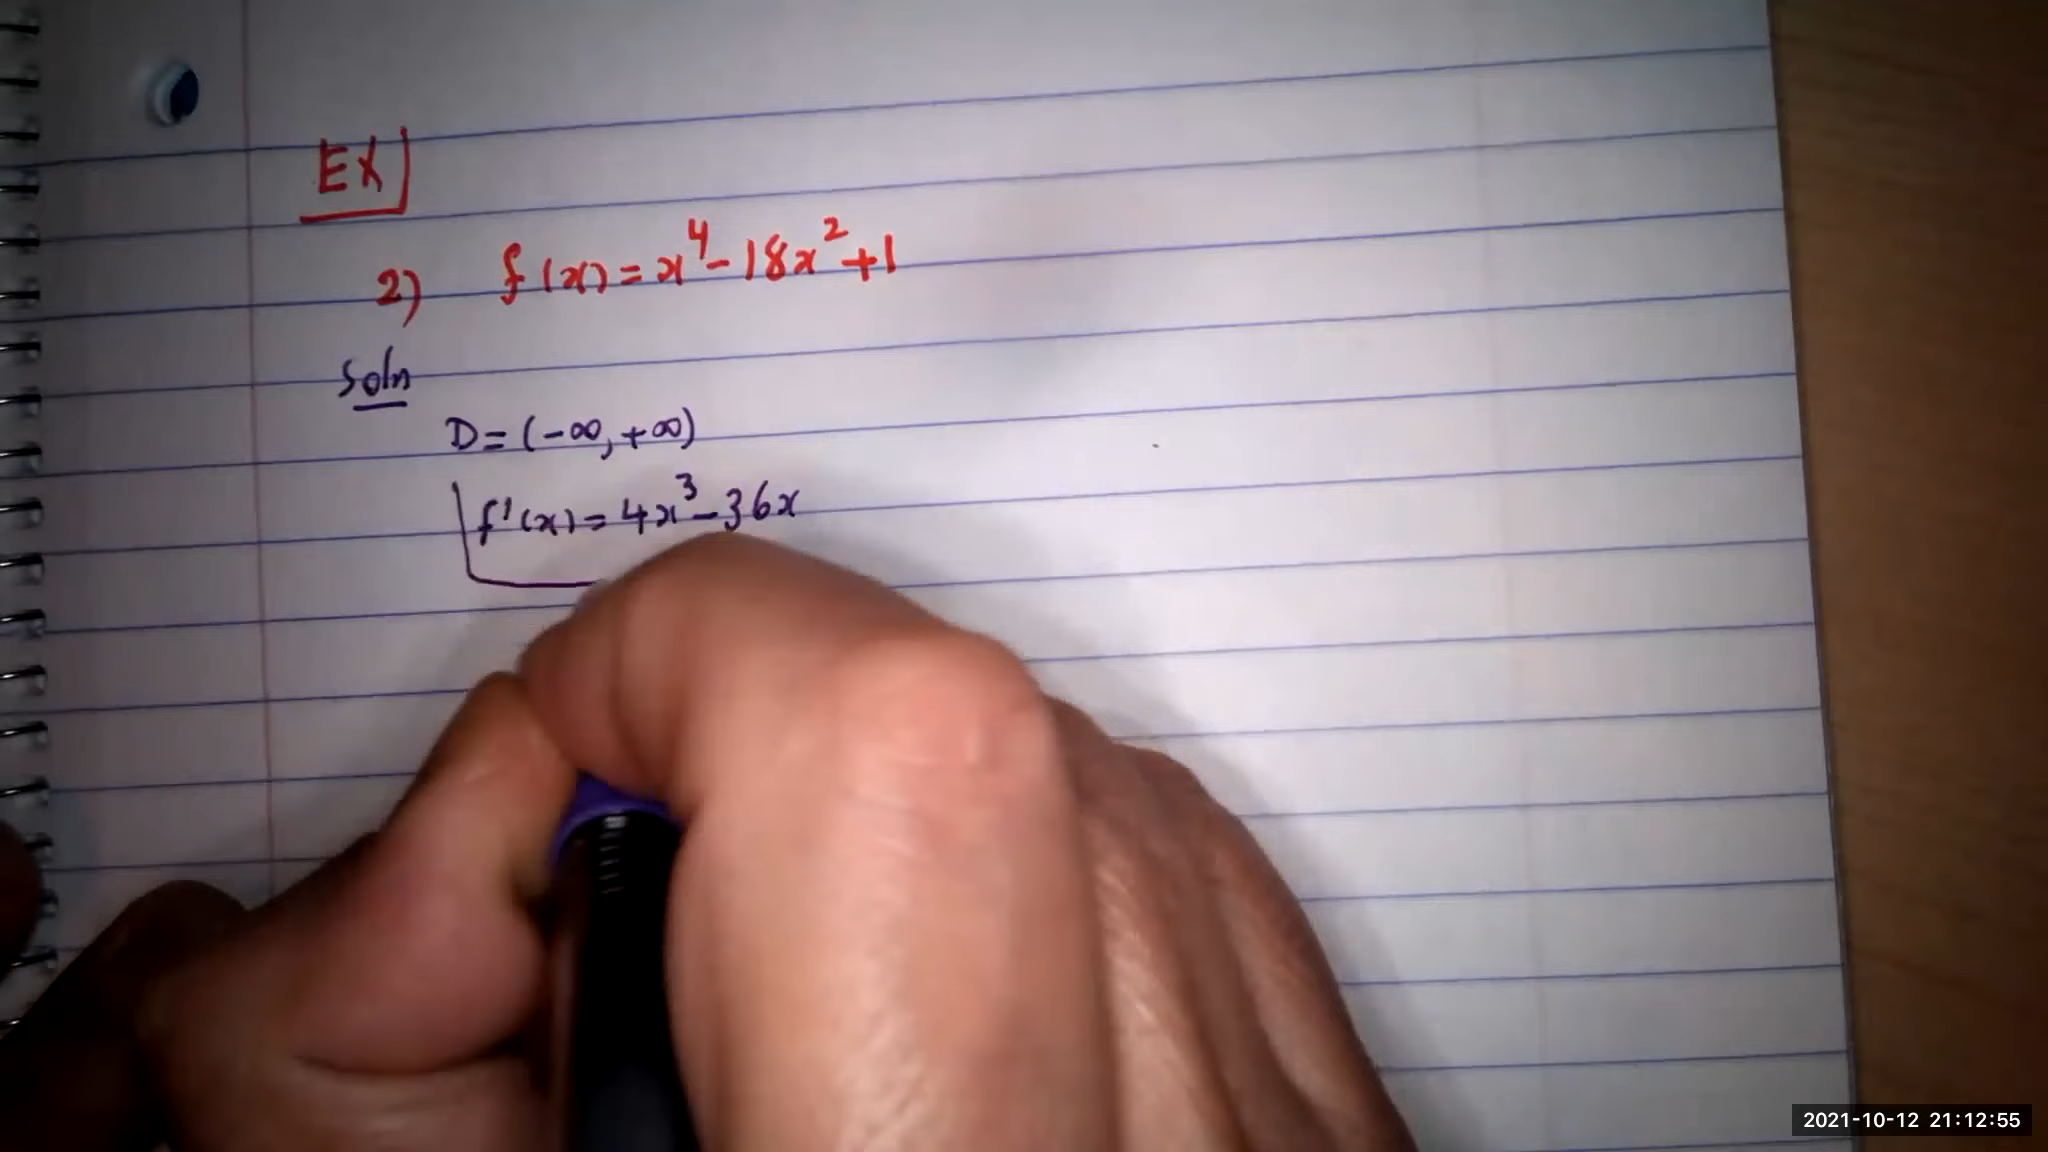 EX
2) f(x) = x⁴ - 18x² + 1
Soln
D = (-∞, +∞)
f'(x) = 4x³ - 36x
2021-10-12 21:12:55